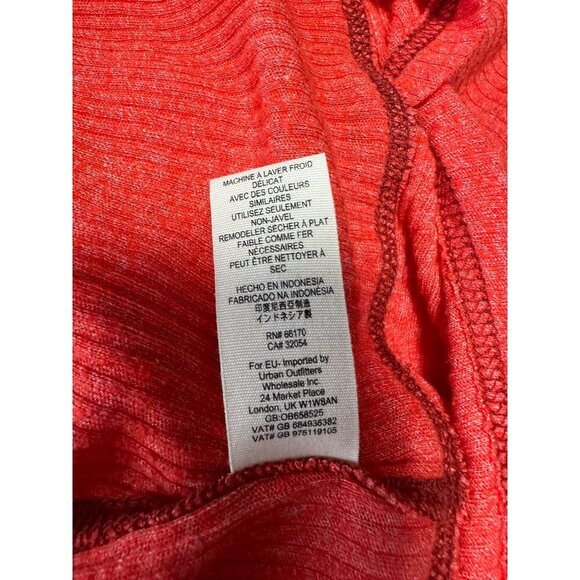 MACHINE À LAVER FROID
DÉLICAT
AVEC DES COULEURS
SIMILAIRES
UTILISEZ SEULEMENT
NON-JAVEL
REMODELER SÈCHER À PLAT
FAIBLE COMME FER
NÉCESSAIRES
PEUT ÊTRE NETTOYER À
SEC
HECHO EN INDONESIA
FABRICADO NA INDONÉSIA
印度尼西亞制造
インドネシア製
RN# 66170
CA# 32054
For EU- Imported by
Urban Outfitters
Wholesale Inc.
24 Market Place
London, UK W1W8AN
GB:OB658525
VAT# GB 684936382
VAT# GB 975119105